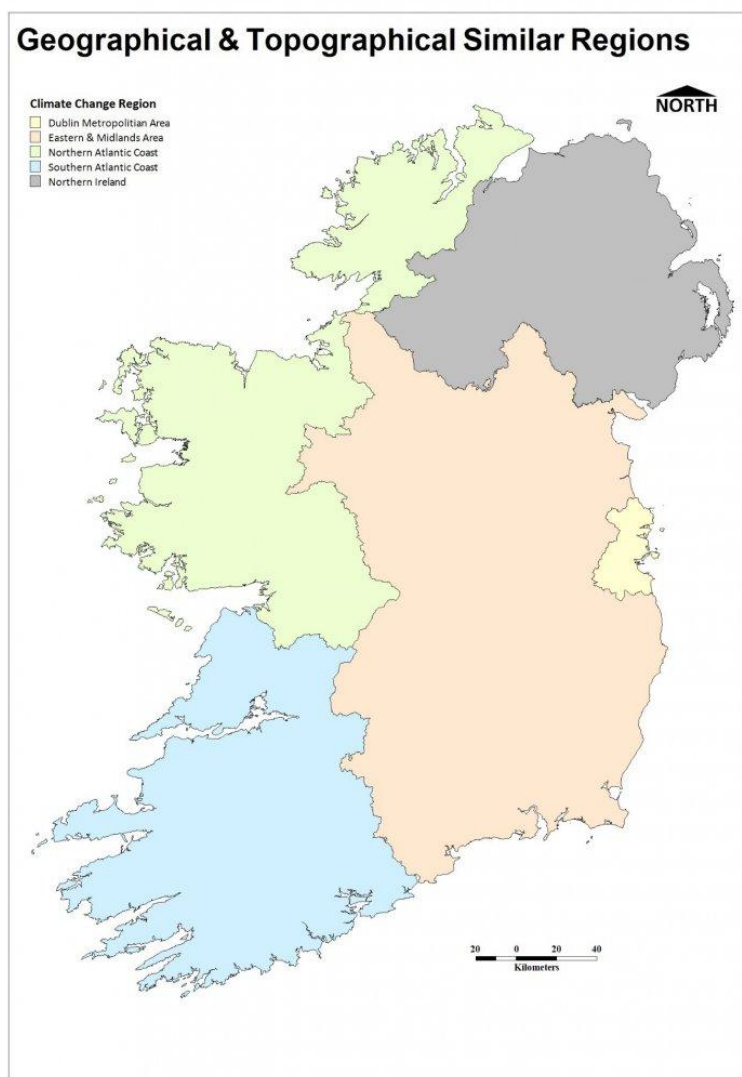 Geographical & Topographical Similar Regions
NORTH
Climate Change Region
Dublin Metropolitian Area
Eastern & Midlands Area
Northern Atlantic Coast
Southern Atlantic Coast
Northern Ireland
20 0 20 40
Kilometers